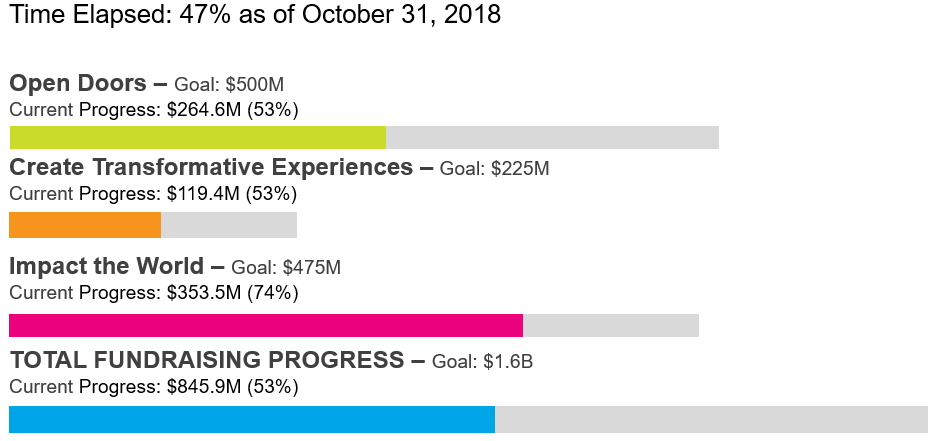 Time Elapsed: 47% as of October 31, 2018
Open Doors – Goal: $500M
Current Progress: $264.6M (53%)
Create Transformative Experiences – Goal: $225M
Current Progress: $119.4M (53%)
Impact the World – Goal: $475M
Current Progress: $353.5M (74%)
TOTAL FUNDRAISING PROGRESS – Goal: $1.6B
Current Progress: $845.9M (53%)